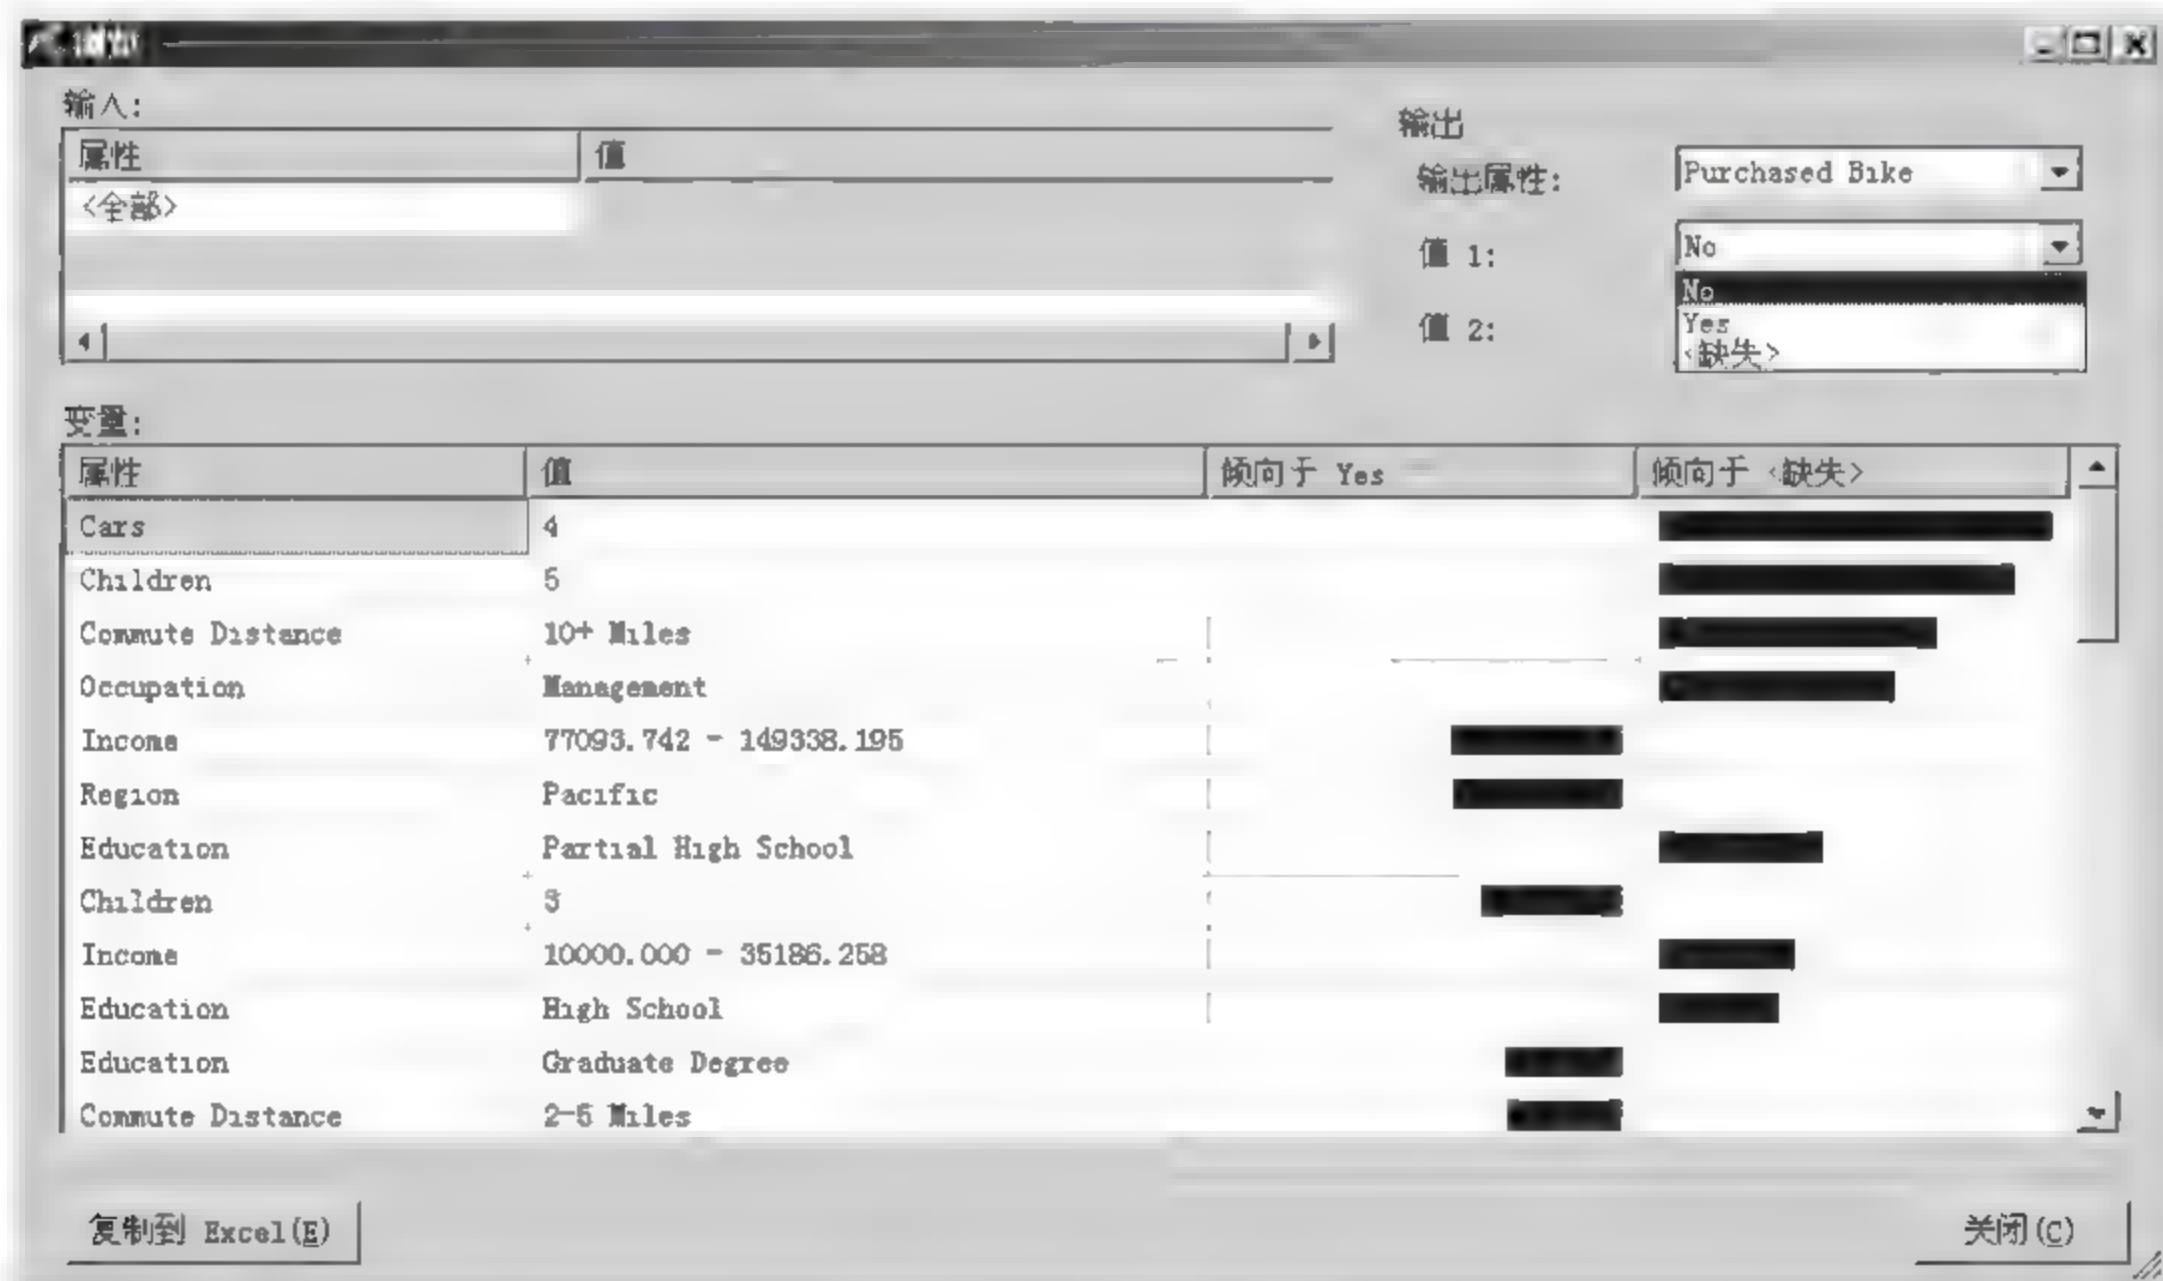 输入:
属性 值
<全部>
输出
输出属性: Purchased Bike
值 1: No
No
Yes
<缺失>
值 2:
变量:
属性 值 倾向于 Yes 倾向于 <缺失>
Cars 4
Children 5
Commute Distance 10+ Miles
Occupation Management
Income 77093.742 - 149338.195
Region Pacific
Education Partial High School
Children 3
Income 10000.000 - 35186.258
Education High School
Education Graduate Degree
Commute Distance 2-5 Miles
复制到 Excel(E)
关闭(C)